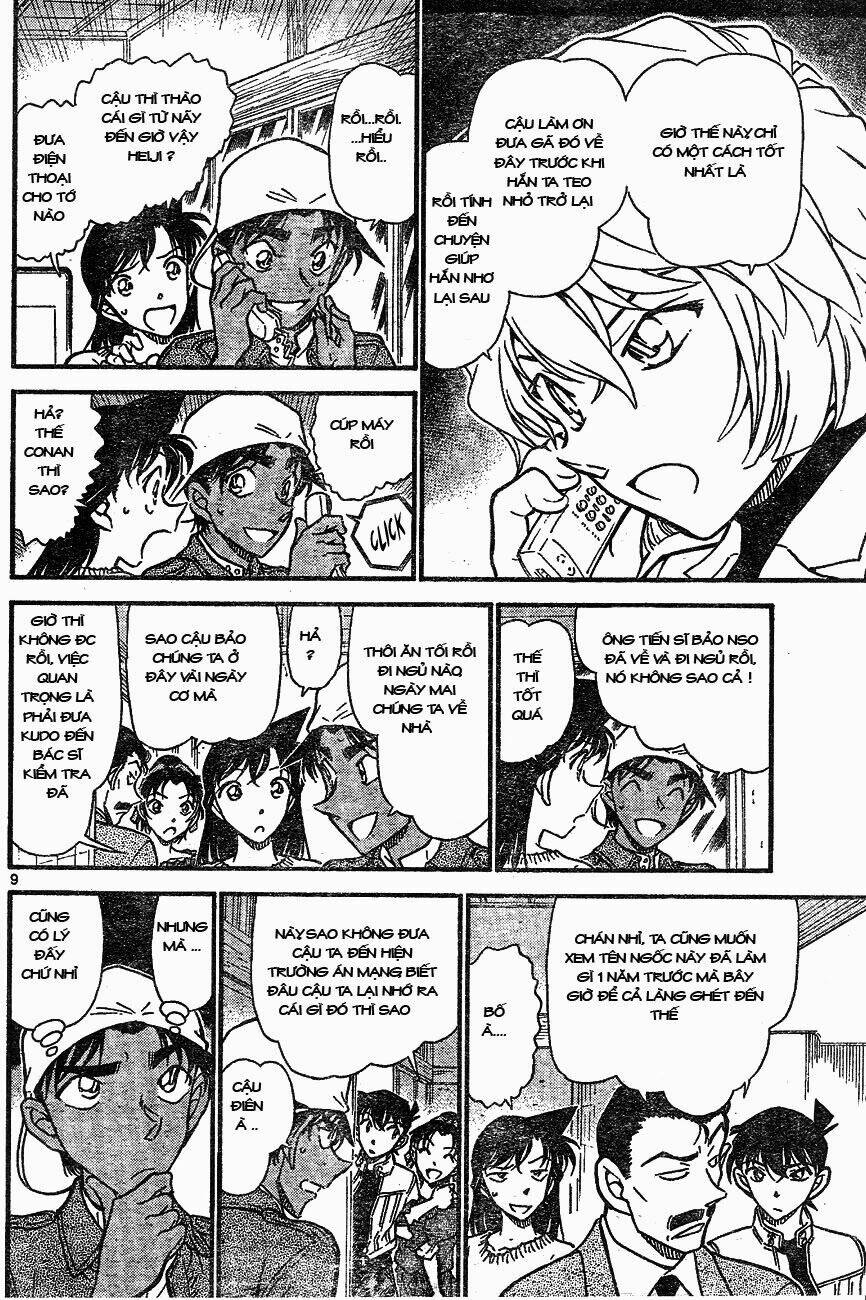 GIỜ THẾ NÀY CHỈ
CÓ MỘT CÁCH TỐT
NHẤT LÀ
CẬU LÀM ƠN
ĐƯA GÃ ĐÓ VỀ
ĐÂY TRƯỚC KHI
HẮN TA TEO
NHỎ TRỞ LẠI
RỒI TÍNH
ĐẾN
CHUYỆN
GIÚP
HẮN NHƠ
LẠI SAU
RỒI...RỒI.
...HIỂU
RỒI..
CẬU THÌ THÀO
CÁI GÌ TỪ NÃY
ĐẾN GIỜ VẬY
HEIJI ?
ĐƯA
ĐIỆN
THOẠI
CHO TỚ
NÀO
CÚP MÁY
RỒI
CLICK
HẢ?
THẾ
CONAN
THÌ
SAO?
ÔNG TIẾN SĨ BẢO NGO
ĐÃ VỀ VÀ ĐI NGỦ RỒI,
NÓ KHÔNG SAO CẢ !
THẾ
THÌ
TỐT
QUÁ
THÔI ĂN TỐI RỒI
ĐI NGỦ NÀO,
NGÀY MAI
CHÚNG TA VỀ
NHÀ
HẢ
?
SAO CẬU BẢO
CHÚNG TA Ở
ĐÂY VÀI NGÀY
CƠ MÀ
GIỜ THÌ
KHÔNG ĐC
RỒI, VIỆC
QUAN
TRỌNG LÀ
PHẢI ĐƯA
KUDO ĐẾN
BÁC SĨ
KIỂM TRA
ĐÃ
9
CHÁN NHỈ, TA CŨNG MUỐN
XEM TÊN NGỐC NÀY ĐÃ LÀM
GÌ 1 NĂM TRƯỚC MÀ BÂY
GIỜ ĐỂ CẢ LÀNG GHÉT ĐẾN
THẾ
BỐ
À....
NÀY SAO KHÔNG ĐƯA
CẬU TA ĐẾN HIỆN
TRƯỜNG ÁN MẠNG BIẾT
ĐÂU CẬU TA LẠI NHỚ RA
CÁI GÌ ĐÓ THÌ SAO
CẬU
ĐIÊN
À ..
NHƯNG
MÀ ...
CŨNG
CÓ LÝ
ĐẤY
CHỨ NHỈ